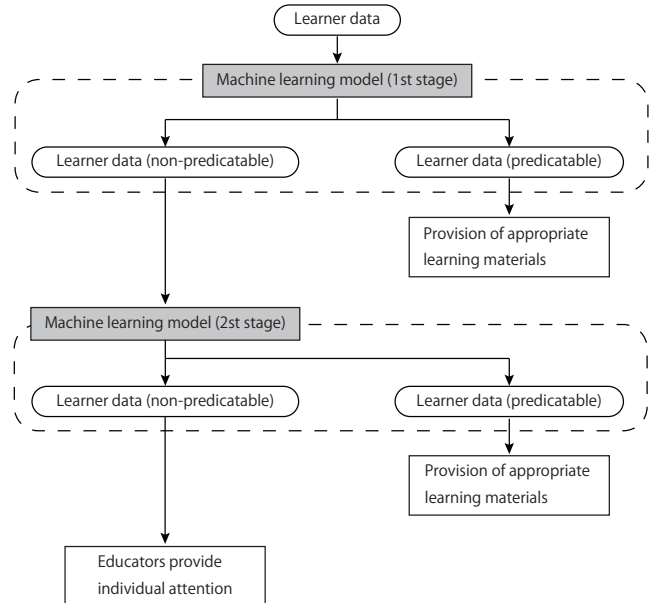 Learner data
Machine learning model (1st stage)
Learner data (non-predicatable)
Learner data (predicatable)
Provision of appropriate
learning materials
Machine learning model (2st stage)
Learner data (non-predicatable)
Learner data (predicatable)
Provision of appropriate
learning materials
Educators provide
individual attention